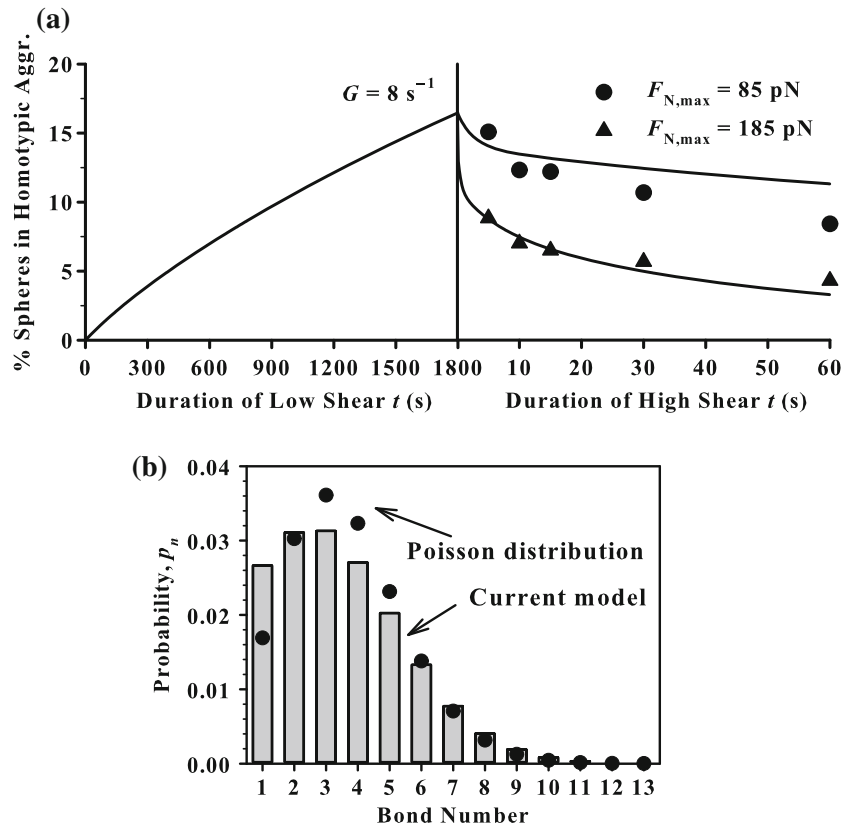 (a)
% Spheres in Homotypic Aggr.
20
15
10
5
0
G = 8 s⁻¹
F_N,max = 85 pN
F_N,max = 185 pN
0 300 600 900 1200 1500 1800 10 20 30 40 50 60
Duration of Low Shear t (s)
Duration of High Shear t (s)
(b)
Probability, p_n
0.04
0.03
0.02
0.01
0.00
Poisson distribution
Current model
1 2 3 4 5 6 7 8 9 10 11 12 13
Bond Number